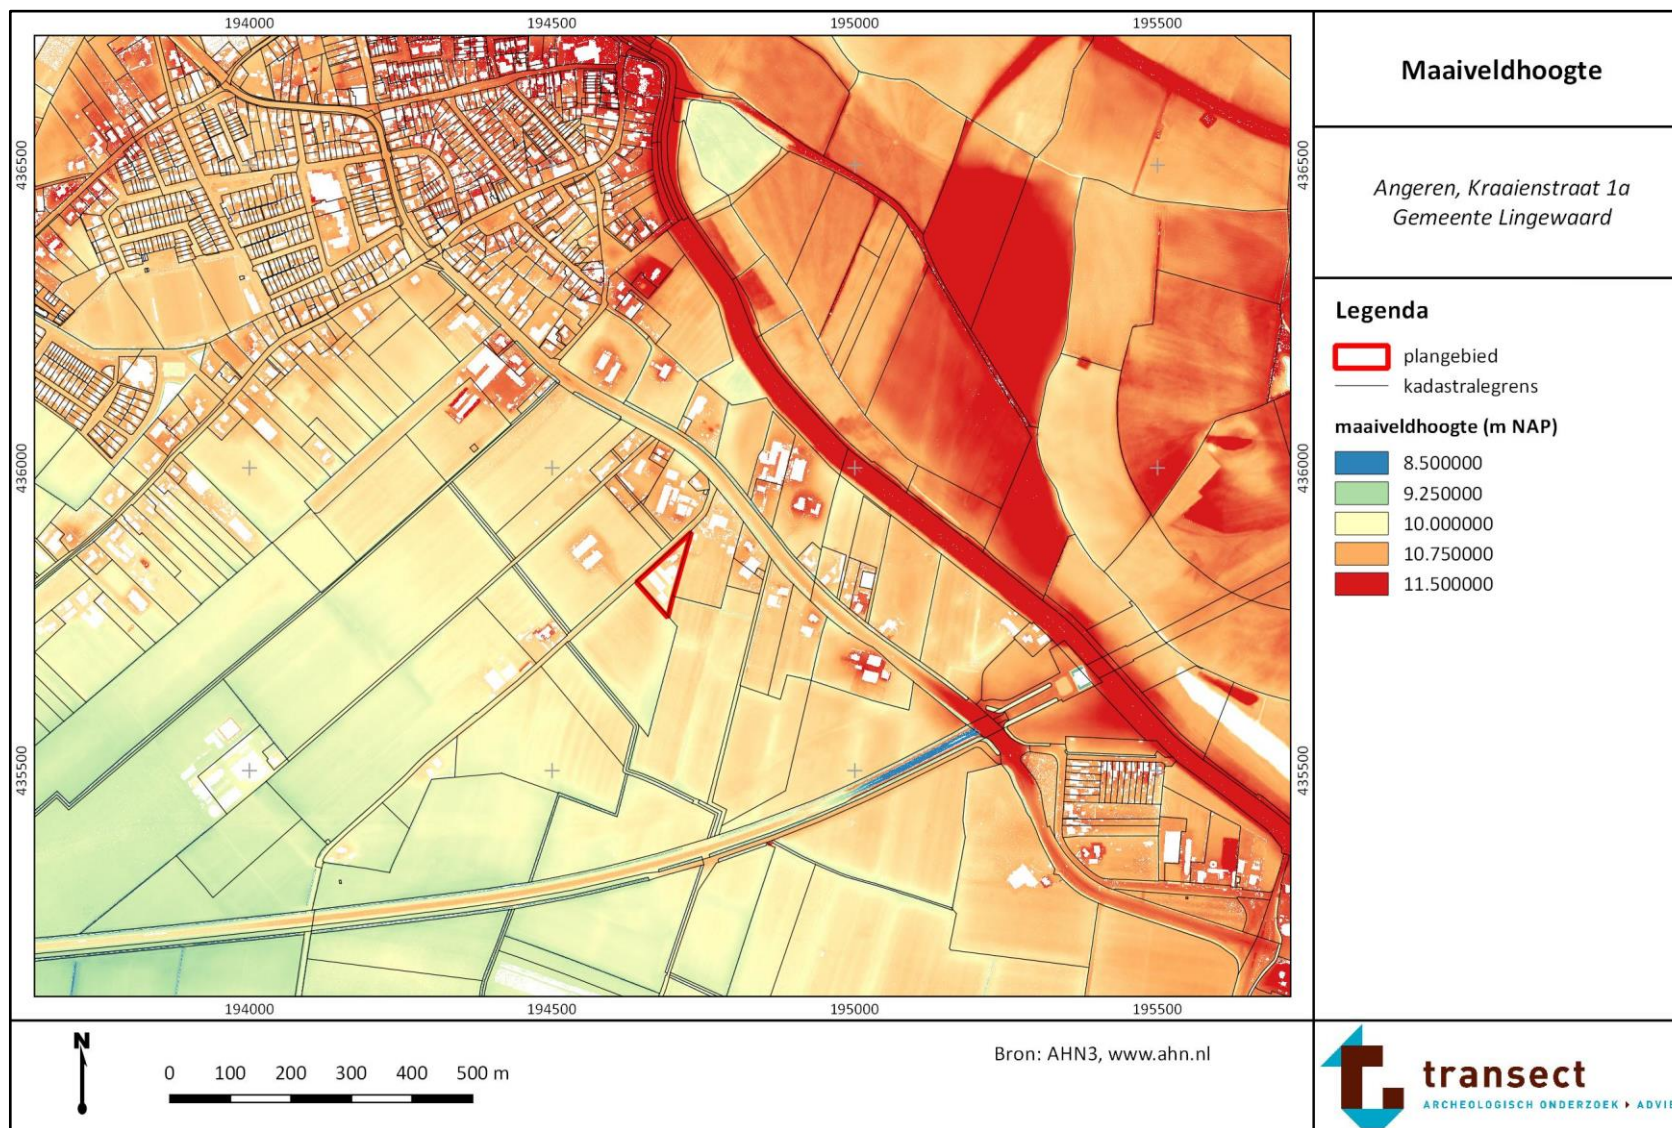 194000 194500 195000 195500
436500 436500
436000 436000
435500 435500
194000 194500 195000 195500
Maaiveldhoogte
Angeren, Kraaienstraat 1a
Gemeente Lingewaard
Legenda
plangebied
kadastralegrens
maaiveldhoogte (m NAP)
8.500000
9.250000
10.000000
10.750000
11.500000
N
0 100 200 300 400 500 m
Bron: AHN3, www.ahn.nl
transect
ARCHEOLOGISCH ONDERZOEK ▸ ADVIE